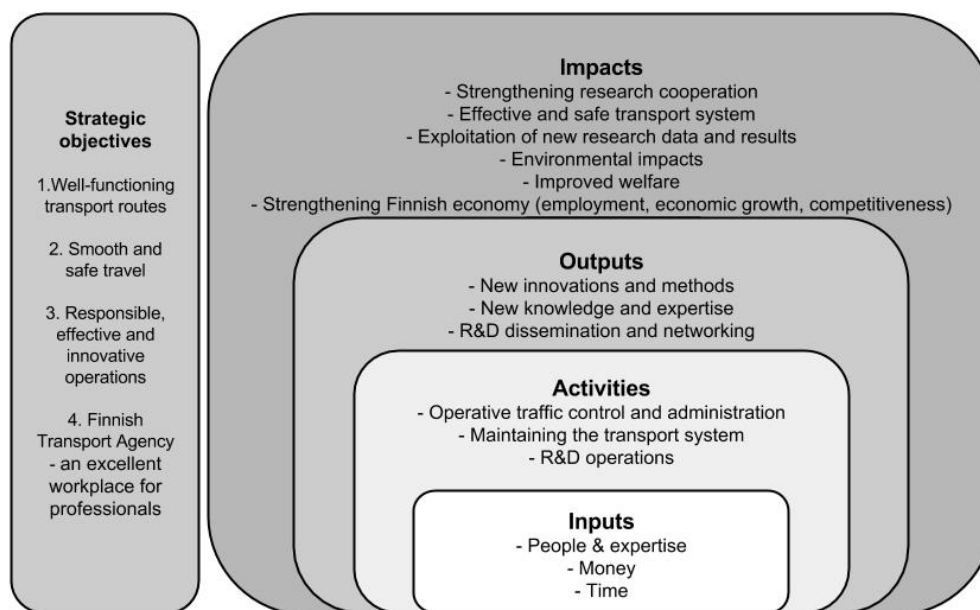 Strategic
objectives
1.Well-functioning
transport routes
2. Smooth and
safe travel
3. Responsible,
effective and
innovative
operations
4. Finnish
Transport Agency
- an excellent
workplace for
professionals
Impacts
- Strengthening research cooperation
- Effective and safe transport system
- Exploitation of new research data and results
- Environmental impacts
- Improved welfare
- Strengthening Finnish economy (employment, economic growth, competitiveness)
Outputs
- New innovations and methods
- New knowledge and expertise
- R&D dissemination and networking
Activities
- Operative traffic control and administration
- Maintaining the transport system
- R&D operations
Inputs
- People & expertise
- Money
- Time